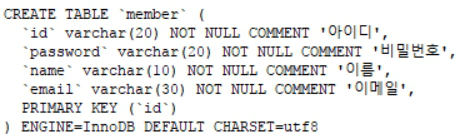 CREATE TABLE `member` (
  `id` varchar(20) NOT NULL COMMENT '아이디',
  `password` varchar(20) NOT NULL COMMENT '비밀번호',
  `name` varchar(10) NOT NULL COMMENT '이름',
  `email` varchar(30) NOT NULL COMMENT '이메일',
  PRIMARY KEY (`id`)
) ENGINE=InnoDB DEFAULT CHARSET=utf8